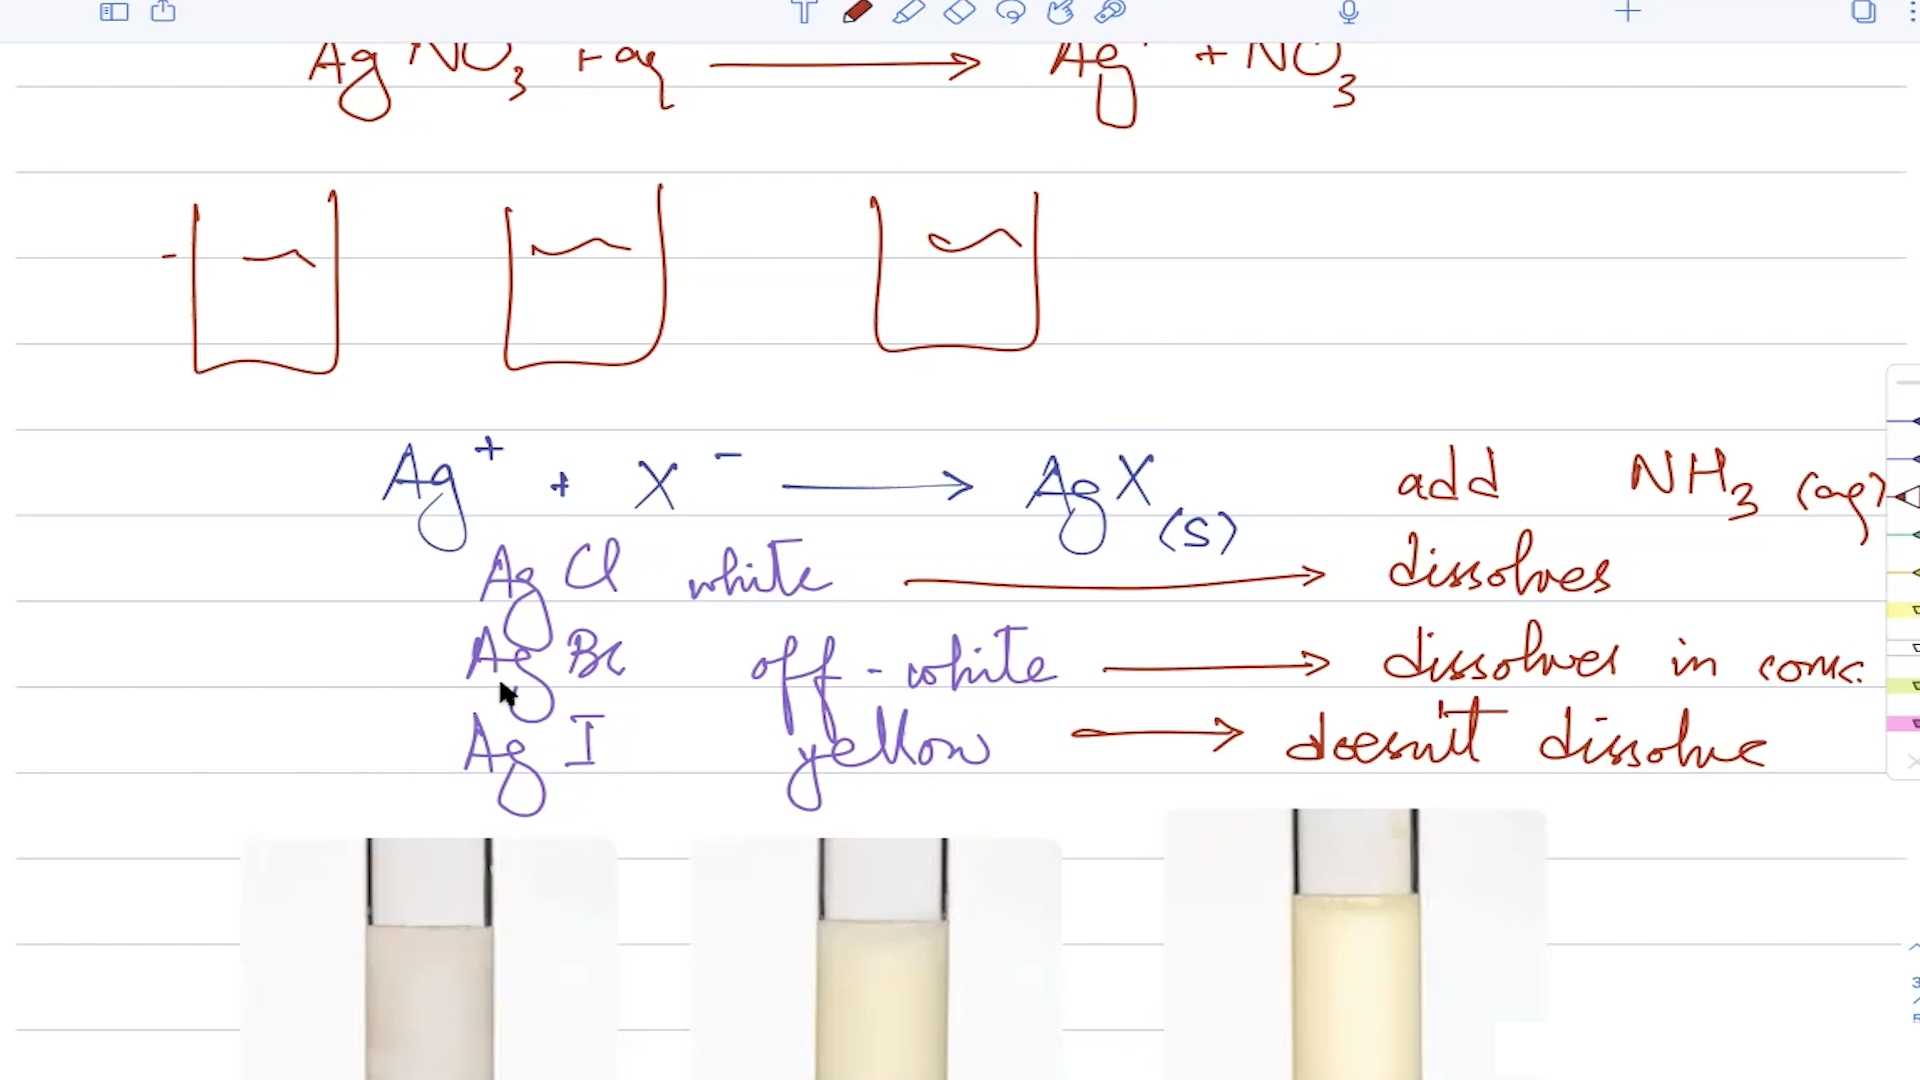 AgNO3 + aq ⟶ Ag+ + NO3
Ag+ + X- ⟶ AgX(s) add NH3 (aq)
AgCl white ⟶ dissolves
AgBr off-white ⟶ dissolves in conc.
AgI yellow ⟶ doesn't dissolve